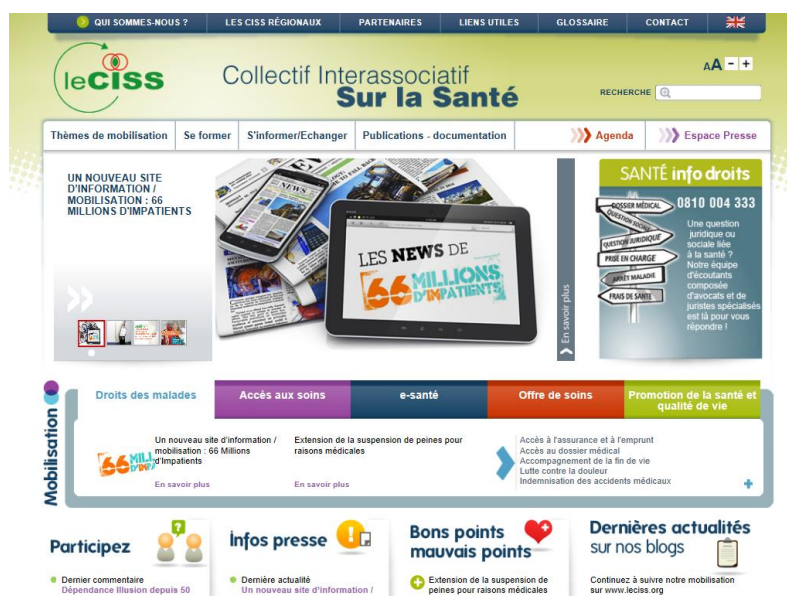 QUI SOMMES-NOUS ?
LES CISS RÉGIONAUX
PARTENAIRES
LIENS UTILES
GLOSSAIRE
CONTACT
leCISS
Collectif Interassociatif
Sur la Santé
AA - +
RECHERCHE
Thèmes de mobilisation
Se former
S'informer/Echanger
Publications - documentation
Agenda
Espace Presse
UN NOUVEAU SITE
D'INFORMATION /
MOBILISATION : 66
MILLIONS D'IMPATIENTS
NEWS
LES NEWS DE
66 MILLIONS
D'IMPATIENTS
En savoir plus
SANTÉ info droits
0810 004 333
DOSSIER MÉDICAL
QUESTION SOCIALE
QUESTION JURIDIQUE
PRISE EN CHARGE
ARRÊT MALADIE
FRAIS DE SANTÉ
Une question
juridique ou
sociale liée
à la santé ?
Notre équipe
d'écoutants
composée
d'avocats et de
juristes spécialisés
est là pour vous
répondre !
Mobilisation
Droits des malades
Accès aux soins
e-santé
Offre de soins
Promotion de la santé et
qualité de vie
66 MILL
D'IMPA
Un nouveau site d'information /
mobilisation : 66 Millions
d'Impatients
En savoir plus
Extension de la suspension de peines pour
raisons médicales
En savoir plus
Accès à l'assurance et à l'emprunt
Accès au dossier médical
Accompagnement de la fin de vie
Lutte contre la douleur
Indemnisation des accidents médicaux
Participez
Dernier commentaire
Dépendance Illusion depuis 50
infos presse
Dernière actualité
Un nouveau site d'information /
Bons points
mauvais points
Extension de la suspension de
peines pour raisons médicales
Dernières actualités
sur nos blogs
Continuez à suivre notre mobilisation
sur www.leciss.org